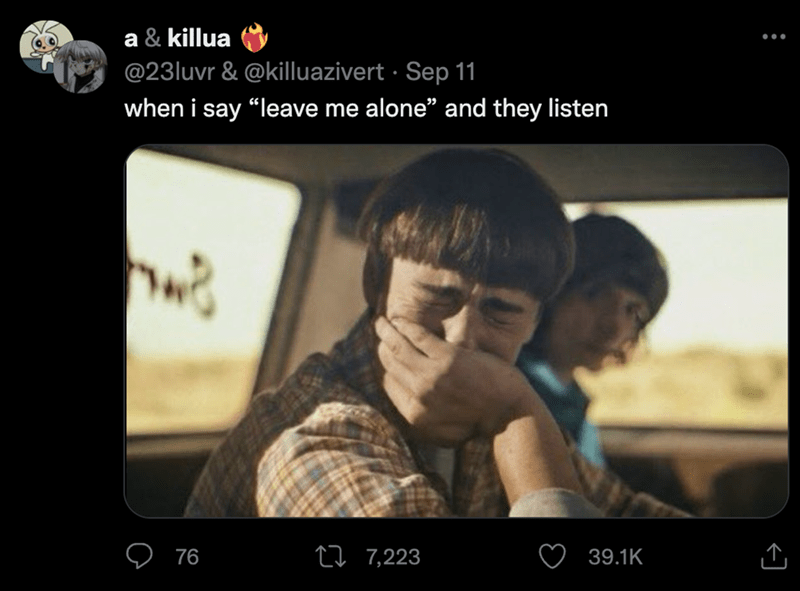 a & killua ❤️‍🔥
@23luvr & @killuazivert · Sep 11
when i say “leave me alone” and they listen
76
7,223
39.1K